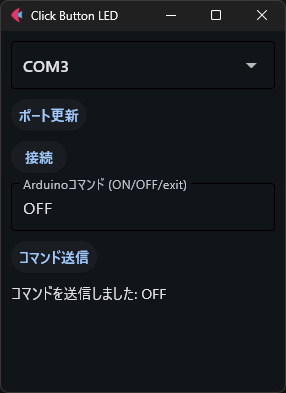 Click Button LED
COM3
ポート更新
接続
Arduinoコマンド (ON/OFF/exit)
OFF
コマンド送信
コマンドを送信しました: OFF